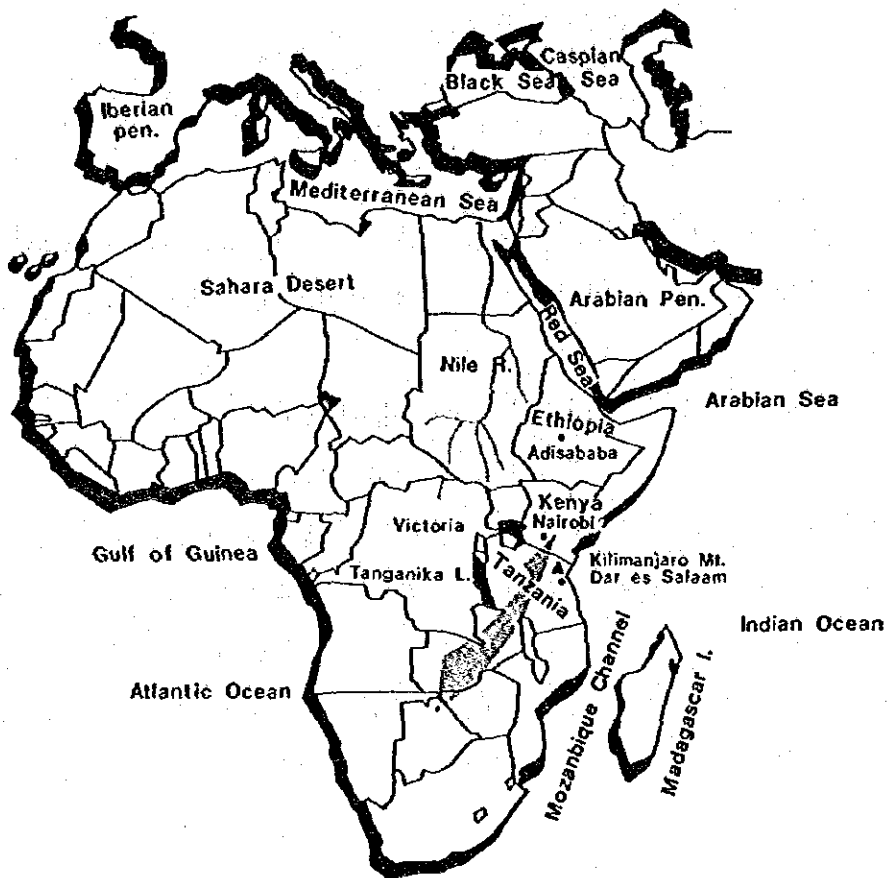 Caspian
Sea
Black Sea
Iberian
pen.
Mediterranean Sea
Sahara Desert
Arabian Pen.
Red Sea
Nile R.
Arabian Sea
Ethiopia
Adisababa
Kenya
Nairobi
Victoria
Gulf of Guinea
Kilimanjaro Mt.
Dar es Salaam
Tanganika L.
Tanzania
Indian Ocean
Atlantic Ocean
Mozanbique Channel
Madagascar I.